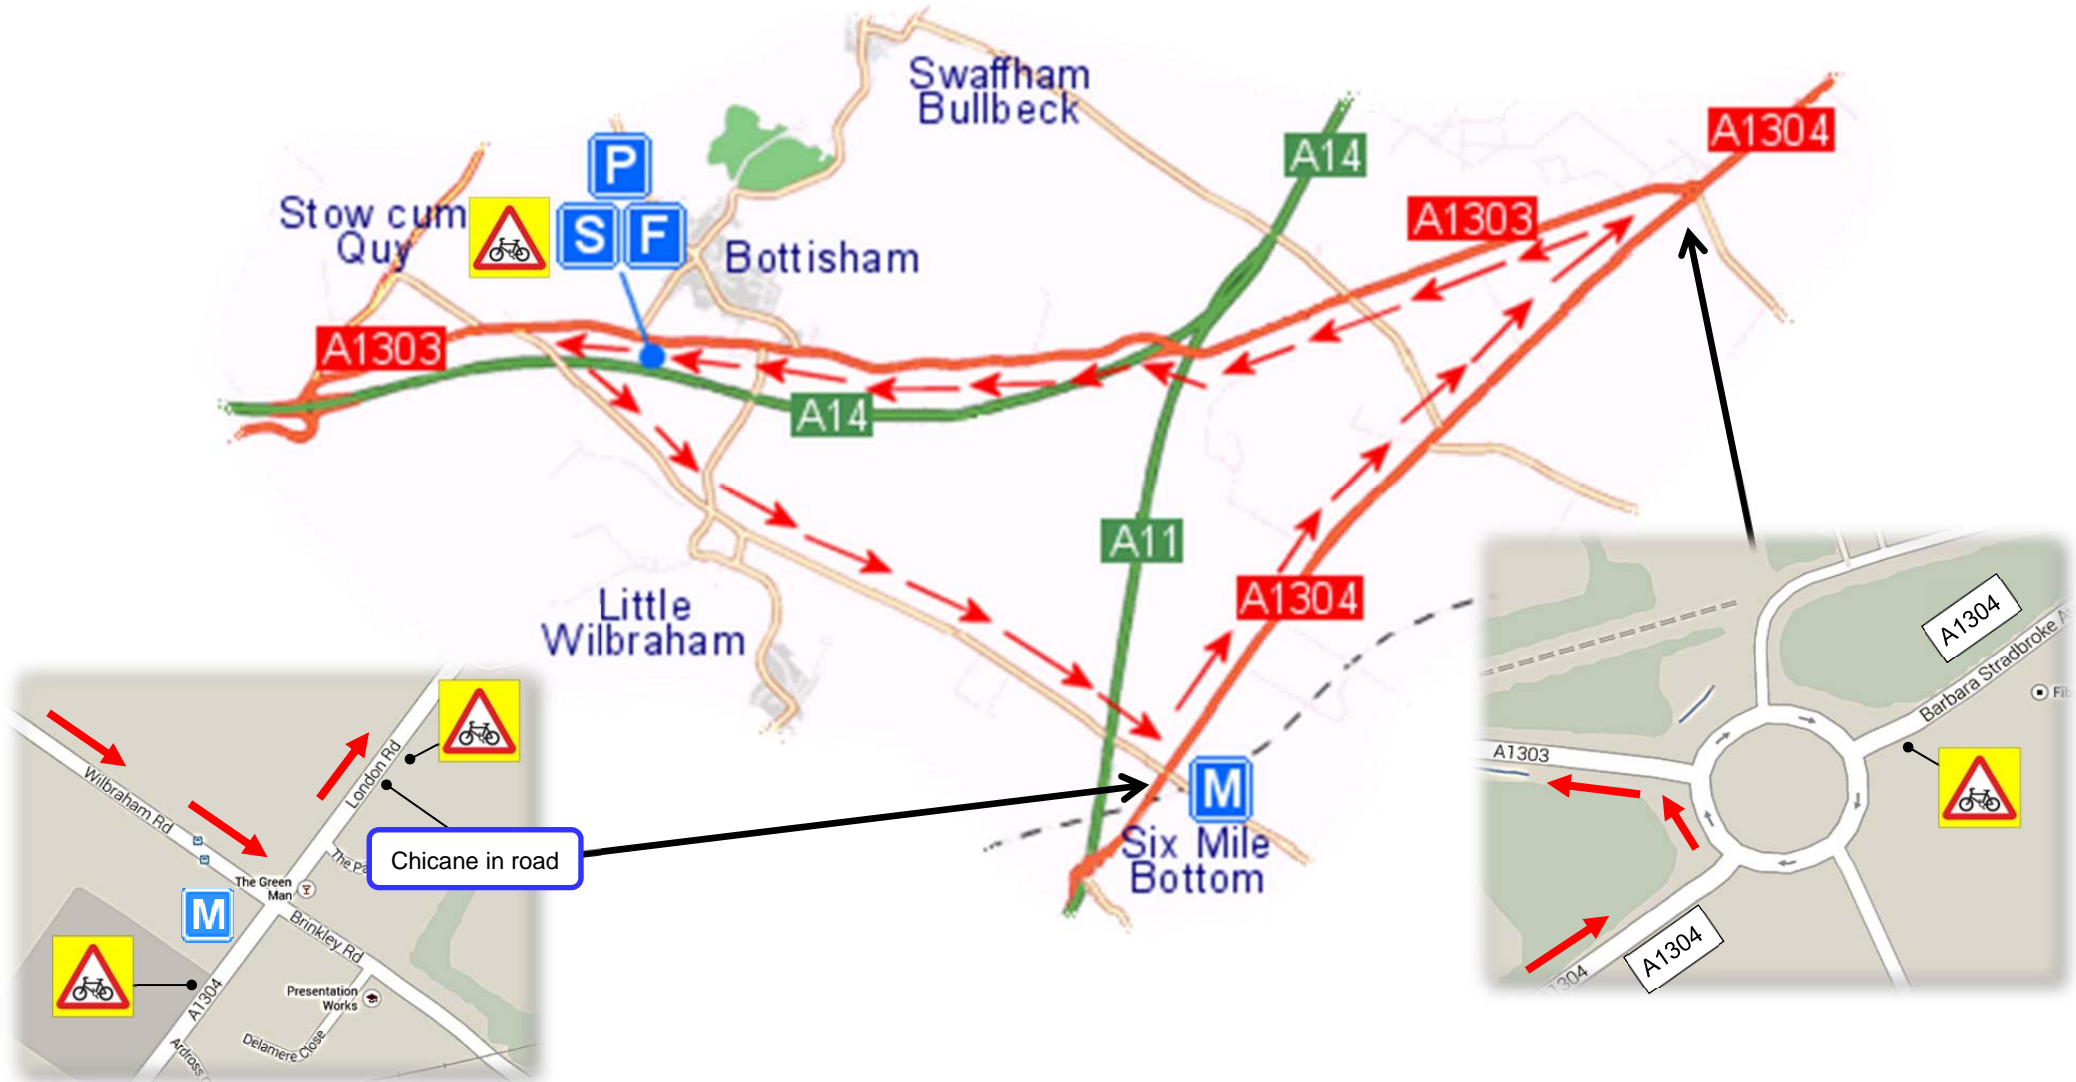 Swaffham
Bullbeck
A14
A1304
P
Stow cum
Quy
S F
Bottisham
A1303
A1303
A14
A11
A1304
Little
Wilbraham
M
Six Mile
Bottom
Wilbraham Rd
London Rd
Chicane in road
The Green
Man
M
Brinkley Rd
A1304
Presentation
Works
Delamere Close
Ardross
A1304
Barbara Stradbroke
A1303
A1304